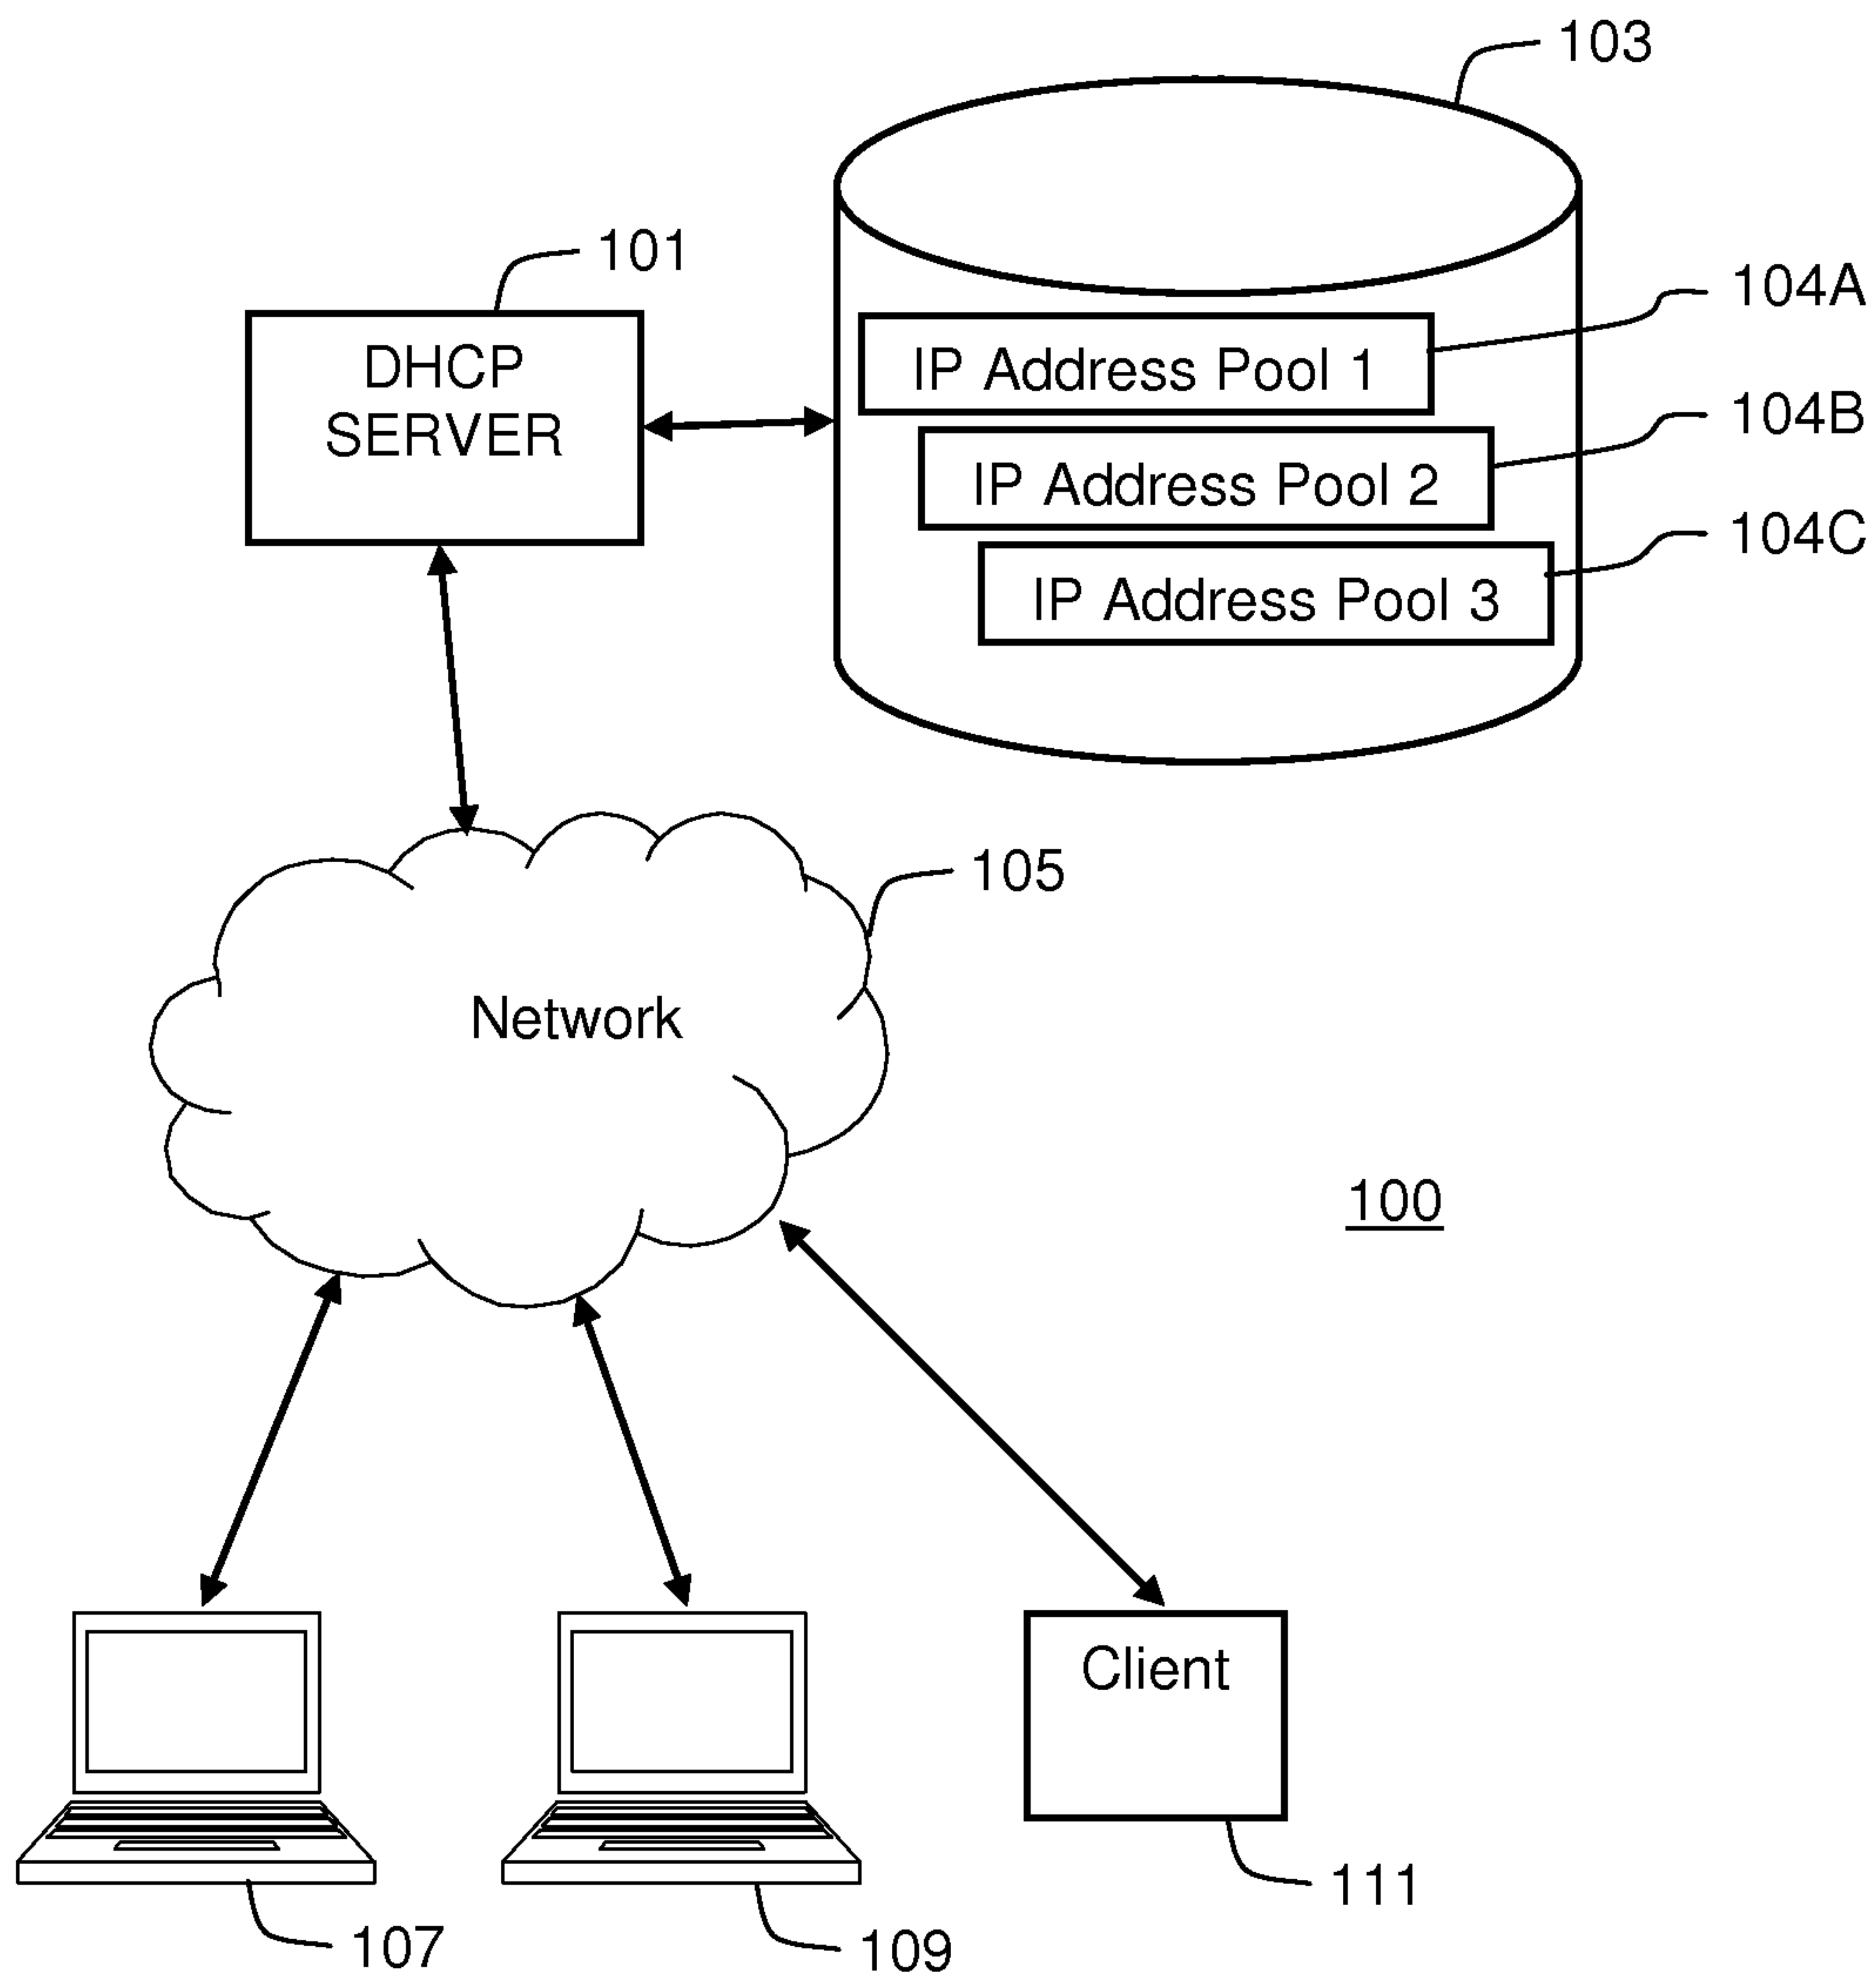 103
101
104A
DHCP
SERVER
IP Address Pool 1
104B
IP Address Pool 2
104C
IP Address Pool 3
105
Network
100
Client
111
107
109